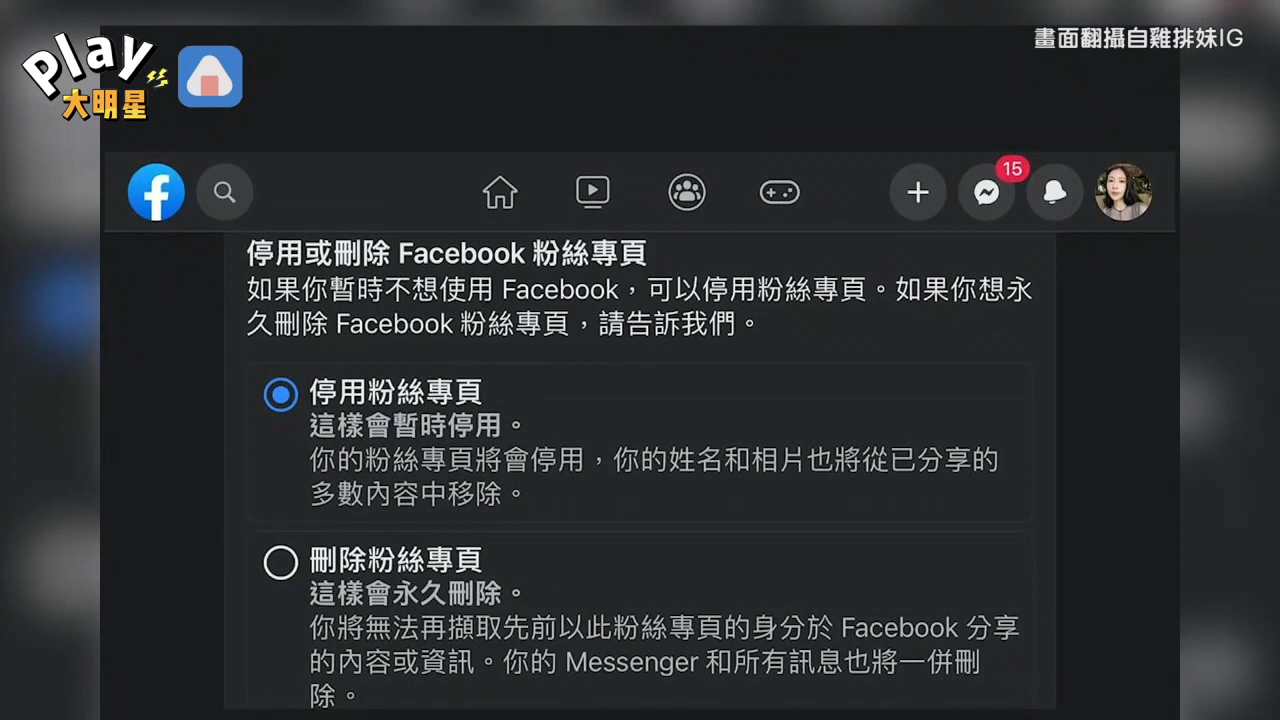 Play
大明星
畫面翻攝自雞排妹IG
15
停用或刪除 Facebook 粉絲專頁
如果你暫時不想使用 Facebook，可以停用粉絲專頁。如果你想永
久刪除 Facebook 粉絲專頁，請告訴我們。
停用粉絲專頁
這樣會暫時停用。
你的粉絲專頁將會停用，你的姓名和相片也將從已分享的
多數內容中移除。
刪除粉絲專頁
這樣會永久刪除。
你將無法再擷取先前以此粉絲專頁的身分於 Facebook 分享
的內容或資訊。你的 Messenger 和所有訊息也將一併刪
除。